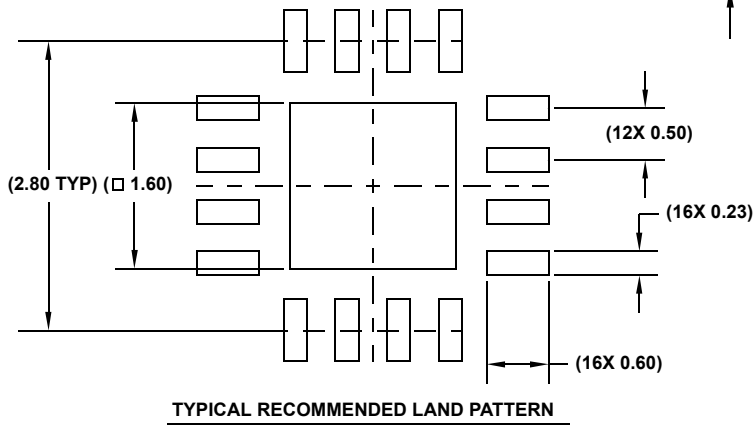 (12X 0.50)
(2.80 TYP) (□ 1.60)
(16X 0.23)
(16X 0.60)
TYPICAL RECOMMENDED LAND PATTERN